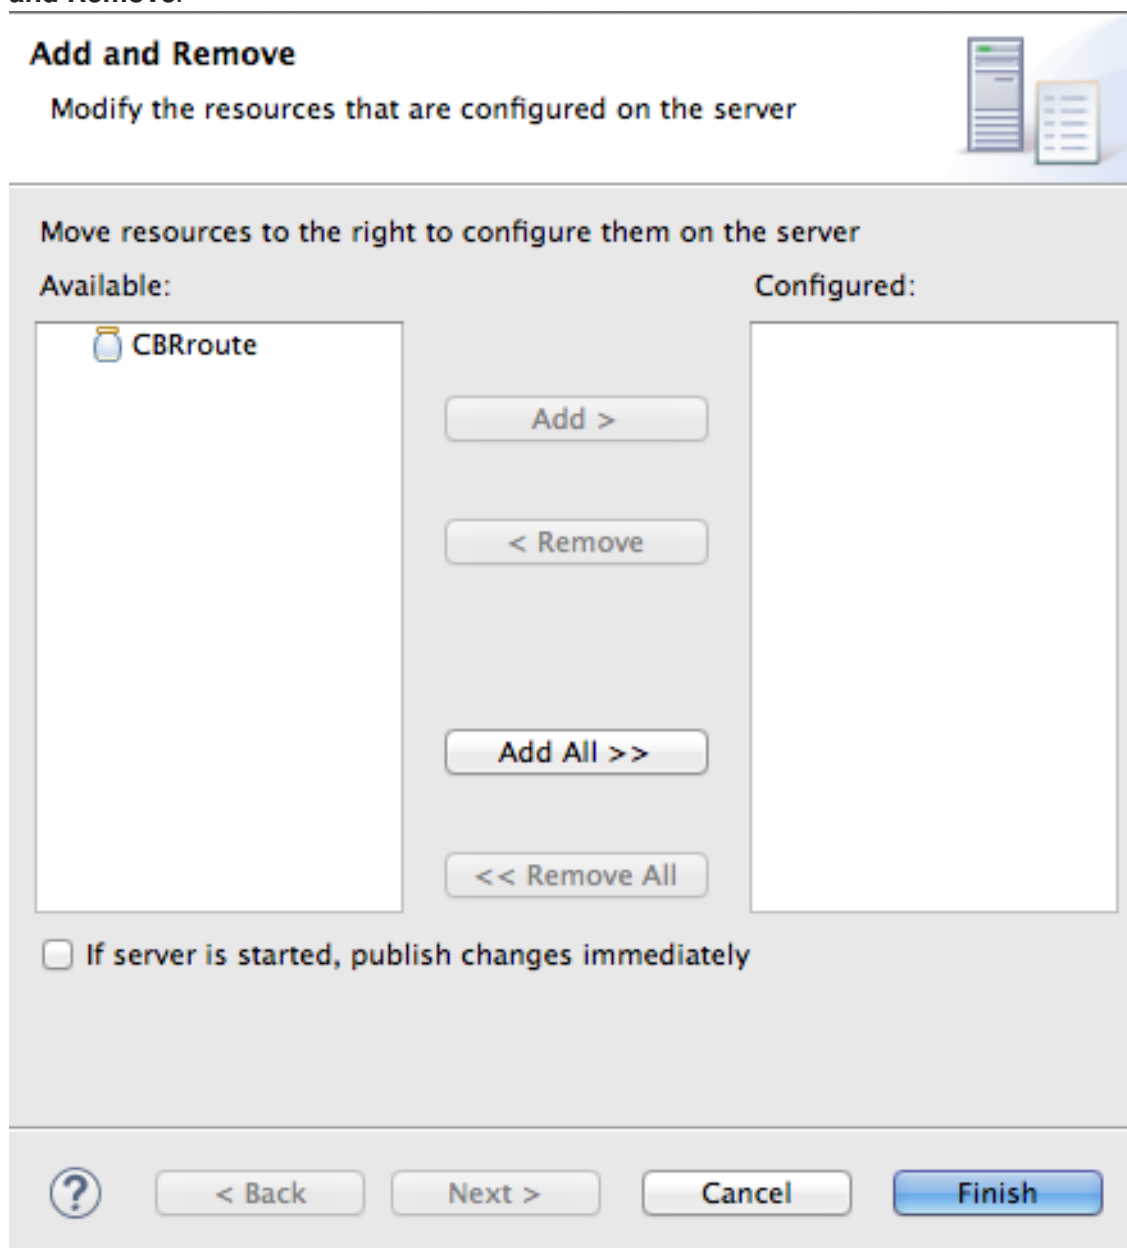 and Remove.
Add and Remove
Modify the resources that are configured on the server
Move resources to the right to configure them on the server
Available:
Configured:
CBRroute
Add >
< Remove
Add All >>
<< Remove All
If server is started, publish changes immediately
?
< Back
Next >
Cancel
Finish